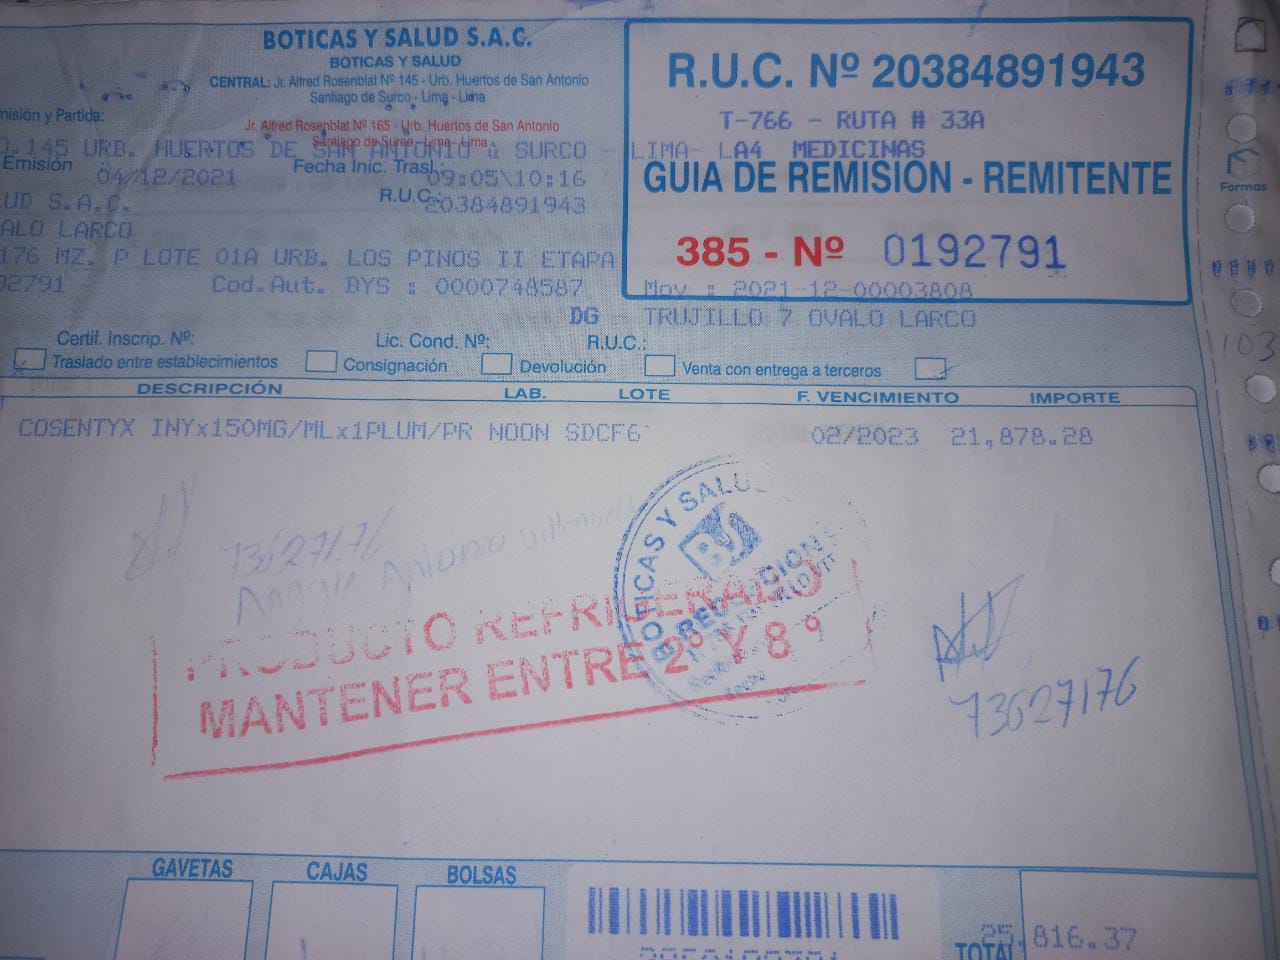 BOTICAS Y SALUD S.A.C.
BOTICAS Y SALUD
CENTRAL: Jr. Alfred Rosenblat Nº 145 - Urb. Huertos de San Antonio
Santiago de Surco - Lima - Lima
Jr. Alfred Rosenblat Nº 165 - Urb. Huertos de San Antonio
Santiago de Surco - Lima - Lima
R.U.C. Nº 20384891943
T-766 - RUTA # 33A
LIMA- LA4 MEDICINAS
GUIA DE REMISION - REMITENTE
385 - Nº 0192791
Mov : 2021-12-00003808
Formas
misión y Partida:
145 URB. HUERTOS DE SAN ANTONIO SURCO -
Emisión 04/12/2021 Fecha Inic. Trasl. 09:05\10:16
UD S.A.C. R.U.C. 20384891943
ALO LARCO
176 MZ. P LOTE 01A URB. LOS PINOS II ETAPA
92791 Cod.Aut. BYS : 0000748587
DG TRUJILLO 7 OVALO LARCO
Certif. Inscrip. Nº: Lic. Cond. Nº: R.U.C.:
Traslado entre establecimientos Consignación Devolución Venta con entrega a terceros
103
DESCRIPCIÓN LAB. LOTE F. VENCIMIENTO IMPORTE
COSENTYX INYx150MG/MLx1PLUM/PR NOON SDCF6 02/2023 21,878.28
73627176
Antonio
BOTICAS Y SALUD
BS
PRODUCTO REFRIGERADO
MANTENER ENTRE 2º Y 8º
73627176
GAVETAS CAJAS BOLSAS
TOTAL 25,816.37